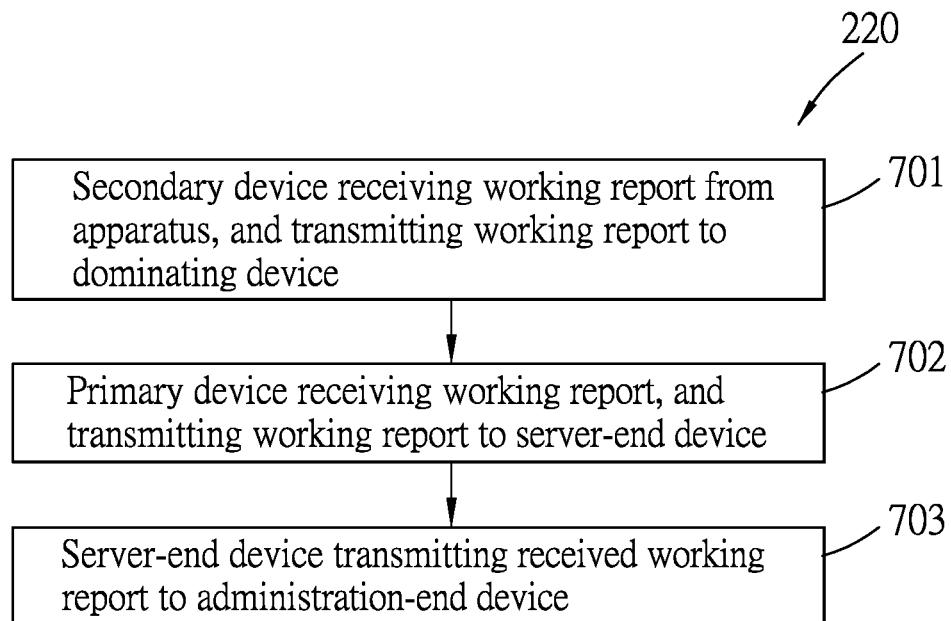 220
Secondary device receiving working report from
apparatus, and transmitting working report to
dominating device
701
Primary device receiving working report, and
transmitting working report to server-end device
702
Server-end device transmitting received working
report to administration-end device
703